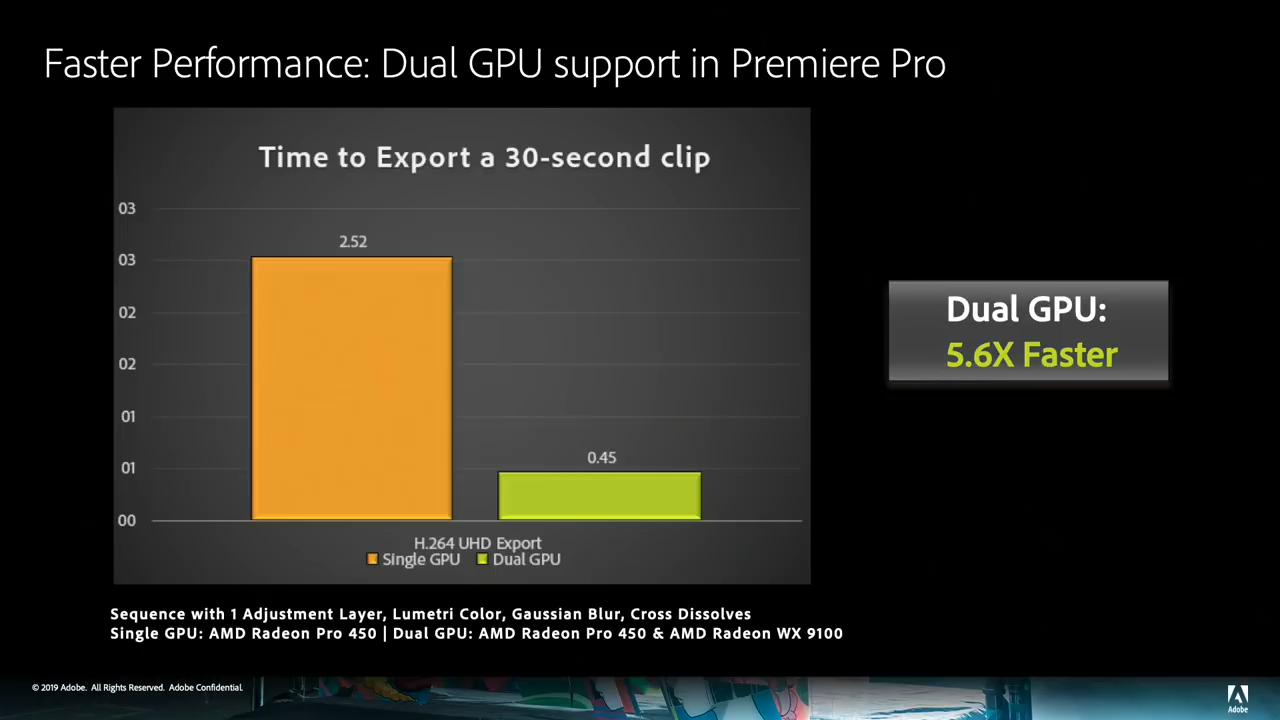 Faster Performance: Dual GPU support in Premiere Pro
Time to Export a 30-second clip
03
2.52
03
02
02
01
0.45
01
00
H.264 UHD Export
Single GPU Dual GPU
Dual GPU:
5.6X Faster
Sequence with 1 Adjustment Layer, Lumetri Color, Gaussian Blur, Cross Dissolves
Single GPU: AMD Radeon Pro 450 | Dual GPU: AMD Radeon Pro 450 & AMD Radeon WX 9100
© 2019 Adobe. All Rights Reserved. Adobe Confidential.
Adobe